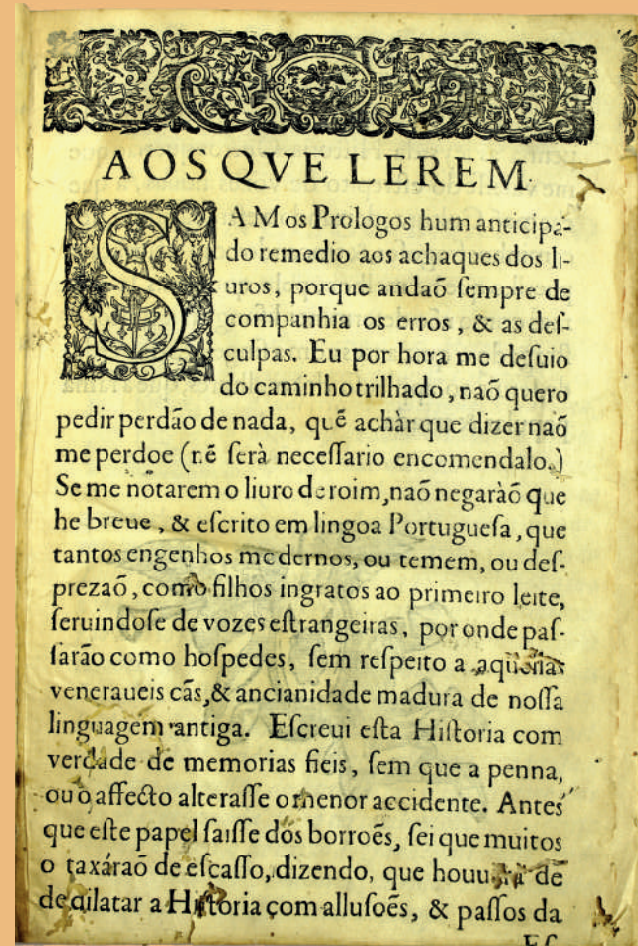 AOS QVE LEREM.
SAM os Prologos hum anticipa-
do remedio aos achaques dos li-
uros, porque andaõ ſempre de
companhia os erros, & as deſ-
culpas. Eu por hora me deſuio
do caminho trilhado, naõ quero
pedir perdão de nada, quẽ achàr que dizer naõ
me perdoe (nẽ ſerà neceſſario encomendalo.)
Se me notarem o liuro de roim, naõ negaràõ que
he breue, & eſcrito em lingoa Portugueſa, que
tantos engenhos modernos, ou temem, ou deſ-
prezaõ, como filhos ingratos ao primeiro leite,
ſeruindoſe de vozes eſtrangeiras, por onde paſ-
ſarão como hoſpedes, ſem reſpeito a aquellas
veneraueis cãs, & ancianidade madura de noſſa
linguagem antiga. Eſcreui eſta Hiſtoria com
verdade de memorias fieis, ſem que a penna,
ou o affecto alteraſſe o menor accidente. Antes
que eſte papel ſaiſſe dos borroẽs, ſei que muitos
o taxáraõ de eſcaſſo, dizendo, que de
deqilatar a Hiſtoria com alluſoẽs, & paſſos da